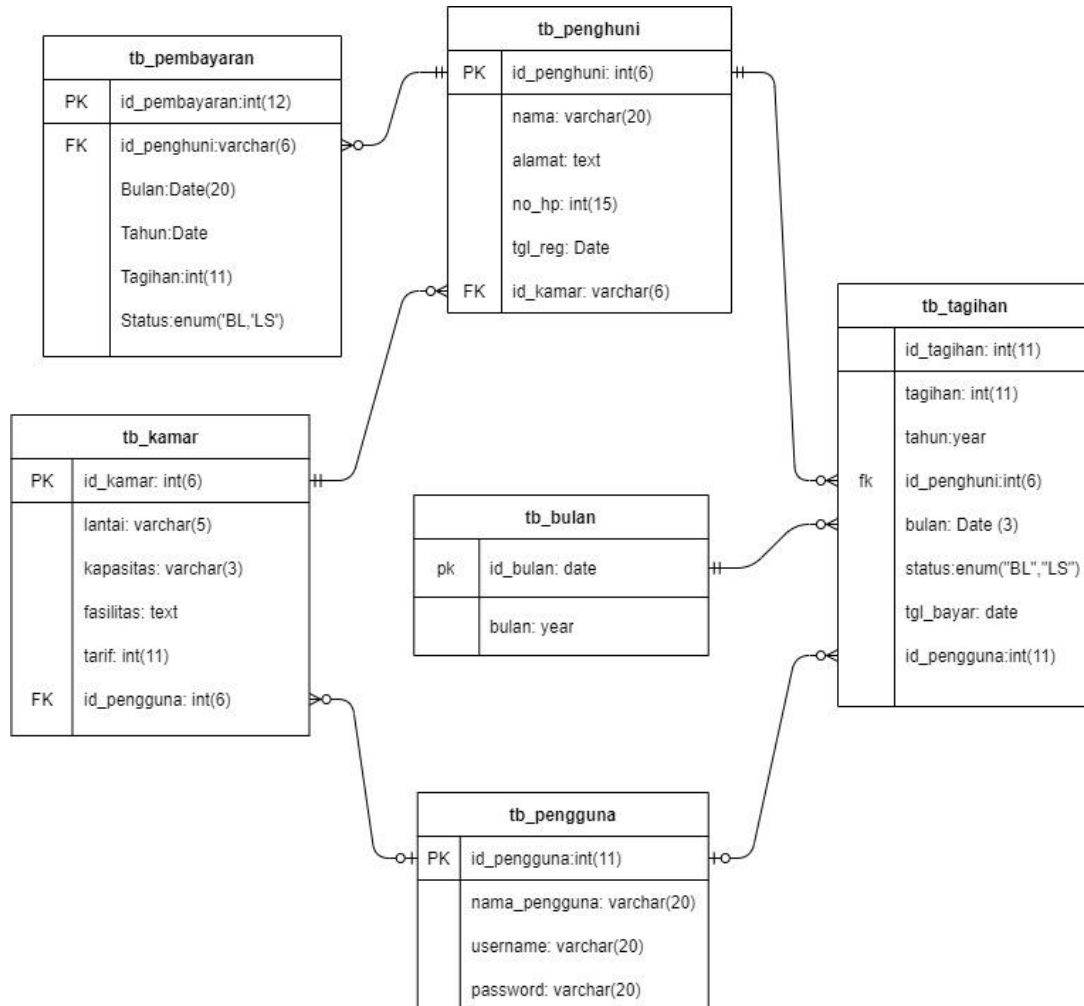 tb_pembayaran
PK id_pembayaran:int(12)
FK id_penghuni:varchar(6)
Bulan:Date(20)
Tahun:Date
Tagihan:int(11)
Status:enum("BL,'LS')
tb_penghuni
PK id_penghuni: int(6)
nama: varchar(20)
alamat: text
no_hp: int(15)
tgl_reg: Date
FK id_kamar: varchar(6)
tb_tagihan
id_tagihan: int(11)
tagihan: int(11)
tahun:year
fk id_penghuni:int(6)
bulan: Date (3)
status:enum("BL","LS")
tgl_bayar: date
id_pengguna:int(11)
tb_kamar
PK id_kamar: int(6)
lantai: varchar(5)
kapasitas: varchar(3)
fasilitas: text
tarif: int(11)
FK id_pengguna: int(6)
tb_bulan
pk id_bulan: date
bulan: year
tb_pengguna
PK id_pengguna:int(11)
nama_pengguna: varchar(20)
username: varchar(20)
password: varchar(20)